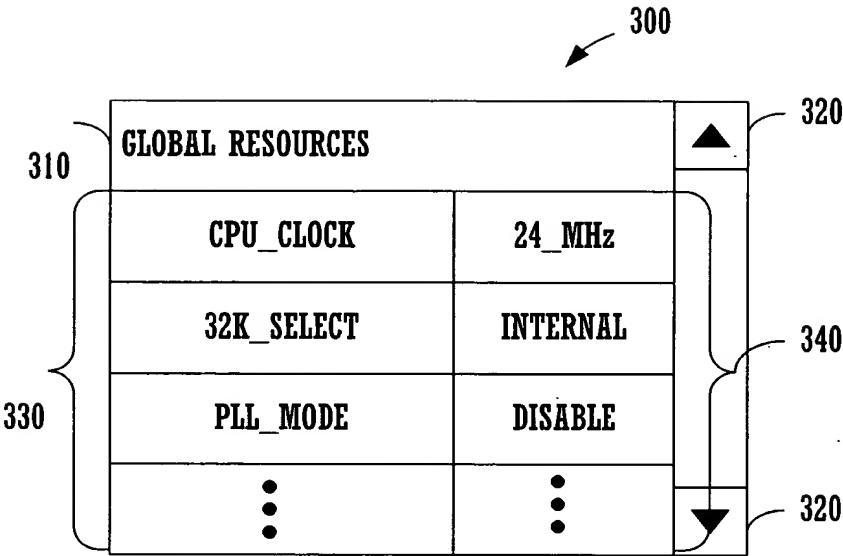 300
320
GLOBAL RESOURCES
310
CPU_CLOCK 24_MHz
32K_SELECT INTERNAL
340
330
PLL_MODE DISABLE
320